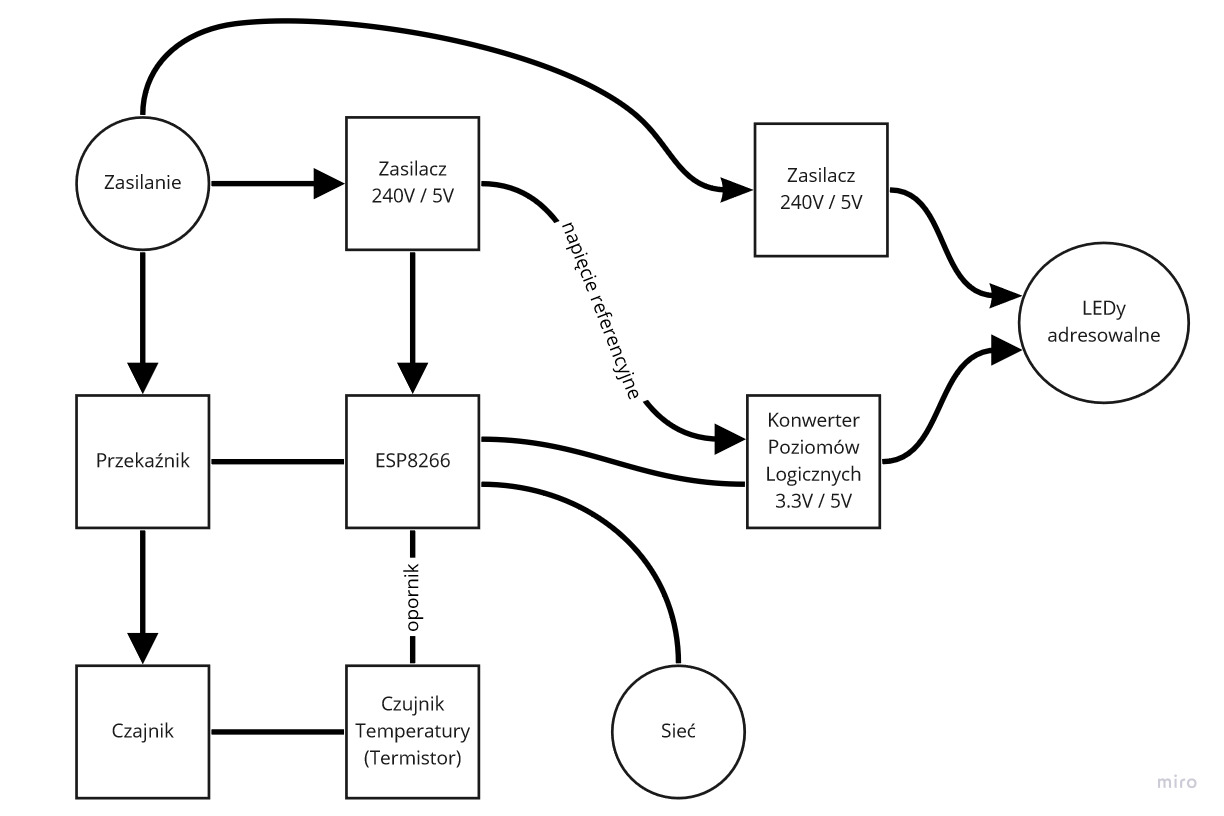 Zasilanie
Zasilacz
240V / 5V
Zasilacz
240V / 5V
napięcie referencyjne
LEDy
adresowalne
Przekaźnik
ESP8266
Konwerter
Poziomów
Logicznych
3.3V / 5V
opornik
Czajnik
Czujnik
Temperatury
(Termistor)
Sieć
miro